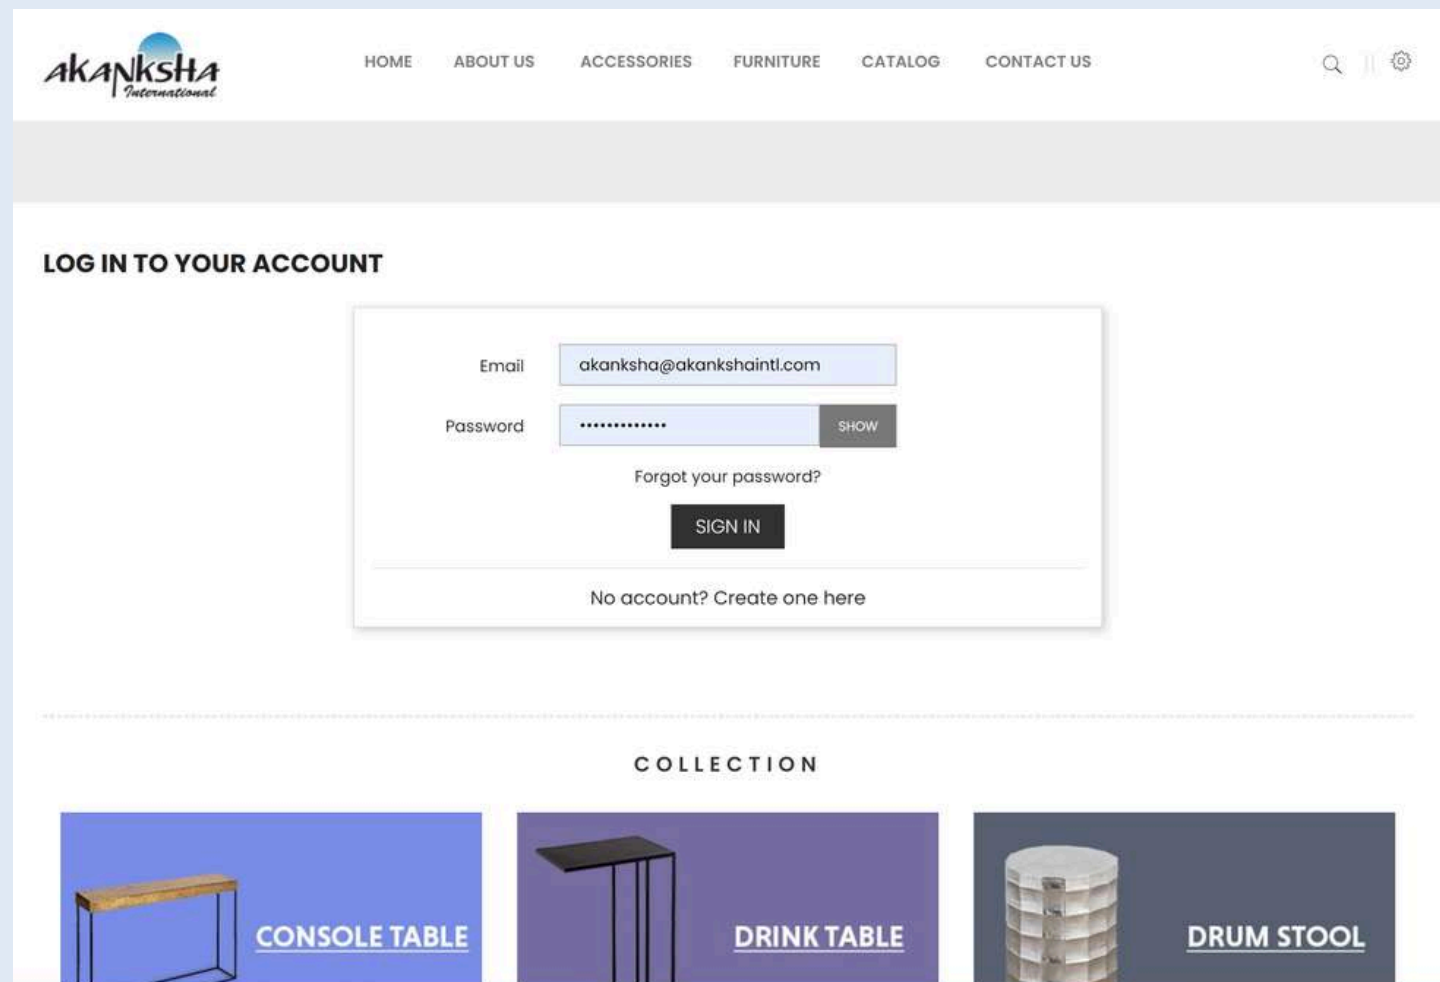 AKANKSHA
International
HOME ABOUT US ACCESSORIES FURNITURE CATALOG CONTACT US
LOG IN TO YOUR ACCOUNT
Email akanksha@akankshaintl.com
Password ••••••••••••• SHOW
Forgot your password?
SIGN IN
No account? Create one here
COLLECTION
CONSOLE TABLE DRINK TABLE DRUM STOOL